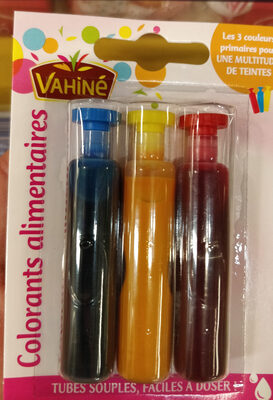 VAHINÉ
Les 3 couleurs
primaires pour
UNE MULTITUDE
DE TEINTES
Colorants alimentaires
TUBES SOUPLES, FACILES À DOSER